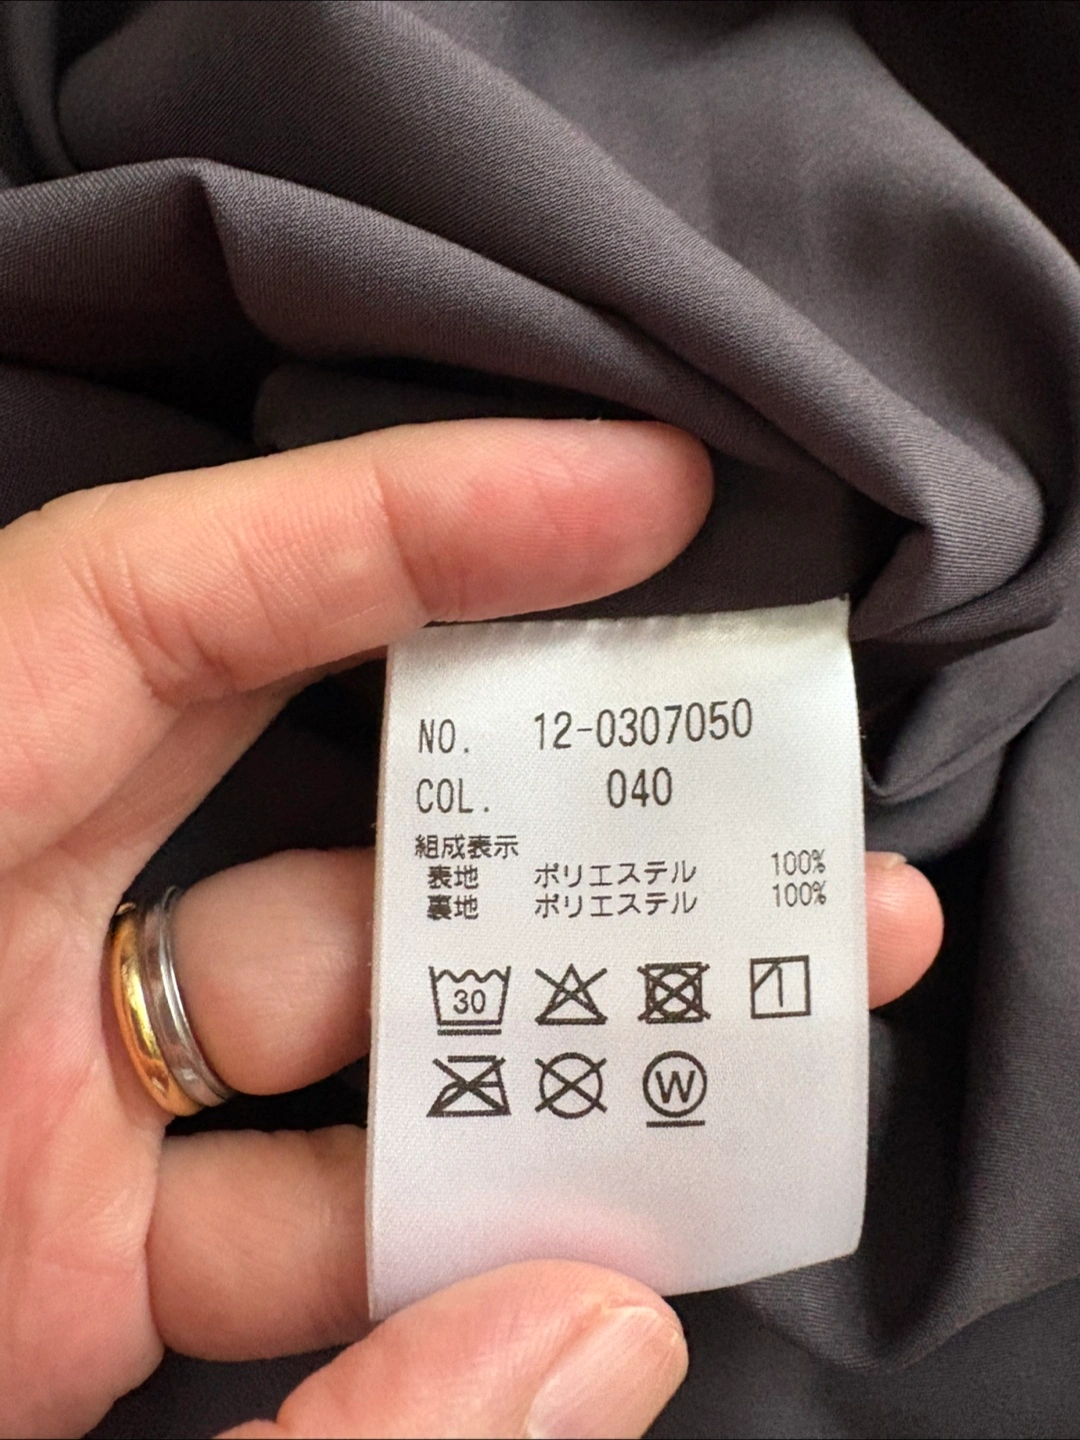 NO. 12-0307050
COL. 040
組成表示
表地 ポリエステル 100%
裏地 ポリエステル 100%
30
W